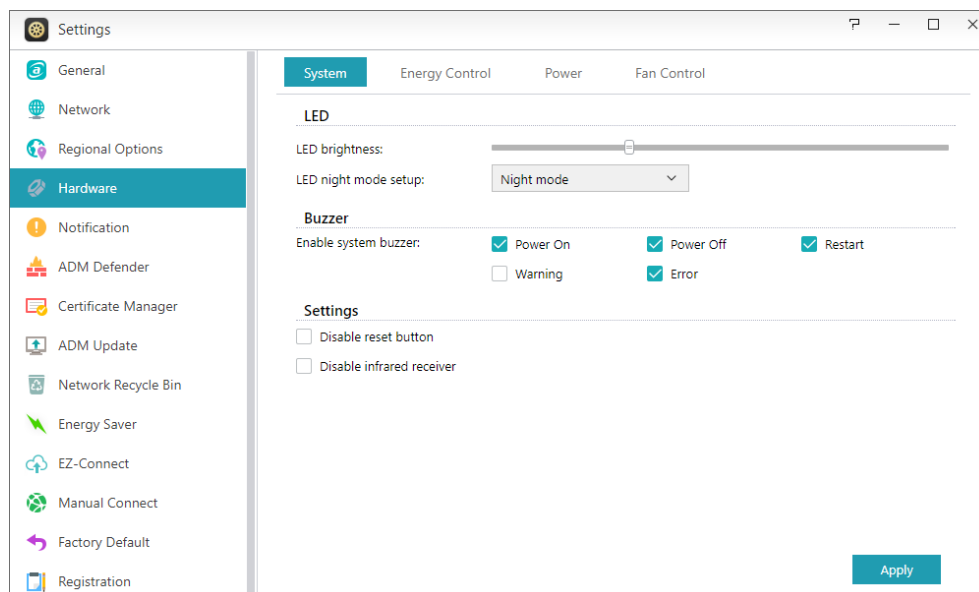 Settings
General
Network
Regional Options
Hardware
Notification
ADM Defender
Certificate Manager
ADM Update
Network Recycle Bin
Energy Saver
EZ-Connect
Manual Connect
Factory Default
Registration
System Energy Control Power Fan Control
LED
LED brightness:
LED night mode setup: Night mode
Buzzer
Enable system buzzer: Power On Power Off Restart
Warning Error
Settings
Disable reset button
Disable infrared receiver
Apply